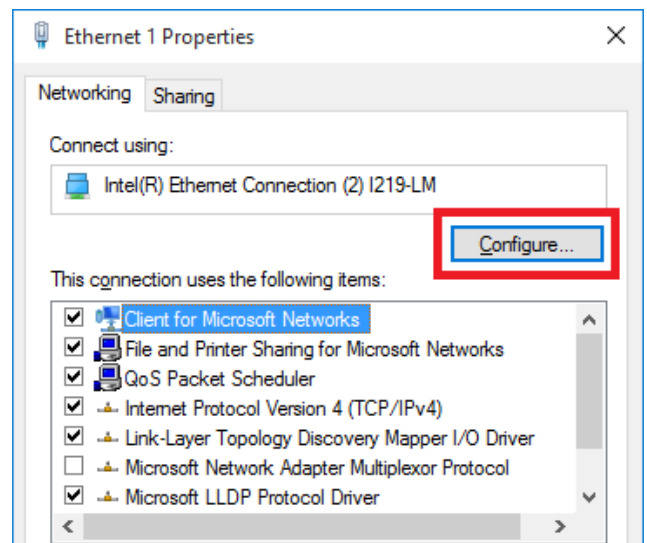 Ethernet 1 Properties
Networking Sharing
Connect using:
Intel(R) Ethernet Connection (2) I219-LM
Configure...
This connection uses the following items:
Client for Microsoft Networks
File and Printer Sharing for Microsoft Networks
QoS Packet Scheduler
Internet Protocol Version 4 (TCP/IPv4)
Link-Layer Topology Discovery Mapper I/O Driver
Microsoft Network Adapter Multiplexor Protocol
Microsoft LLDP Protocol Driver